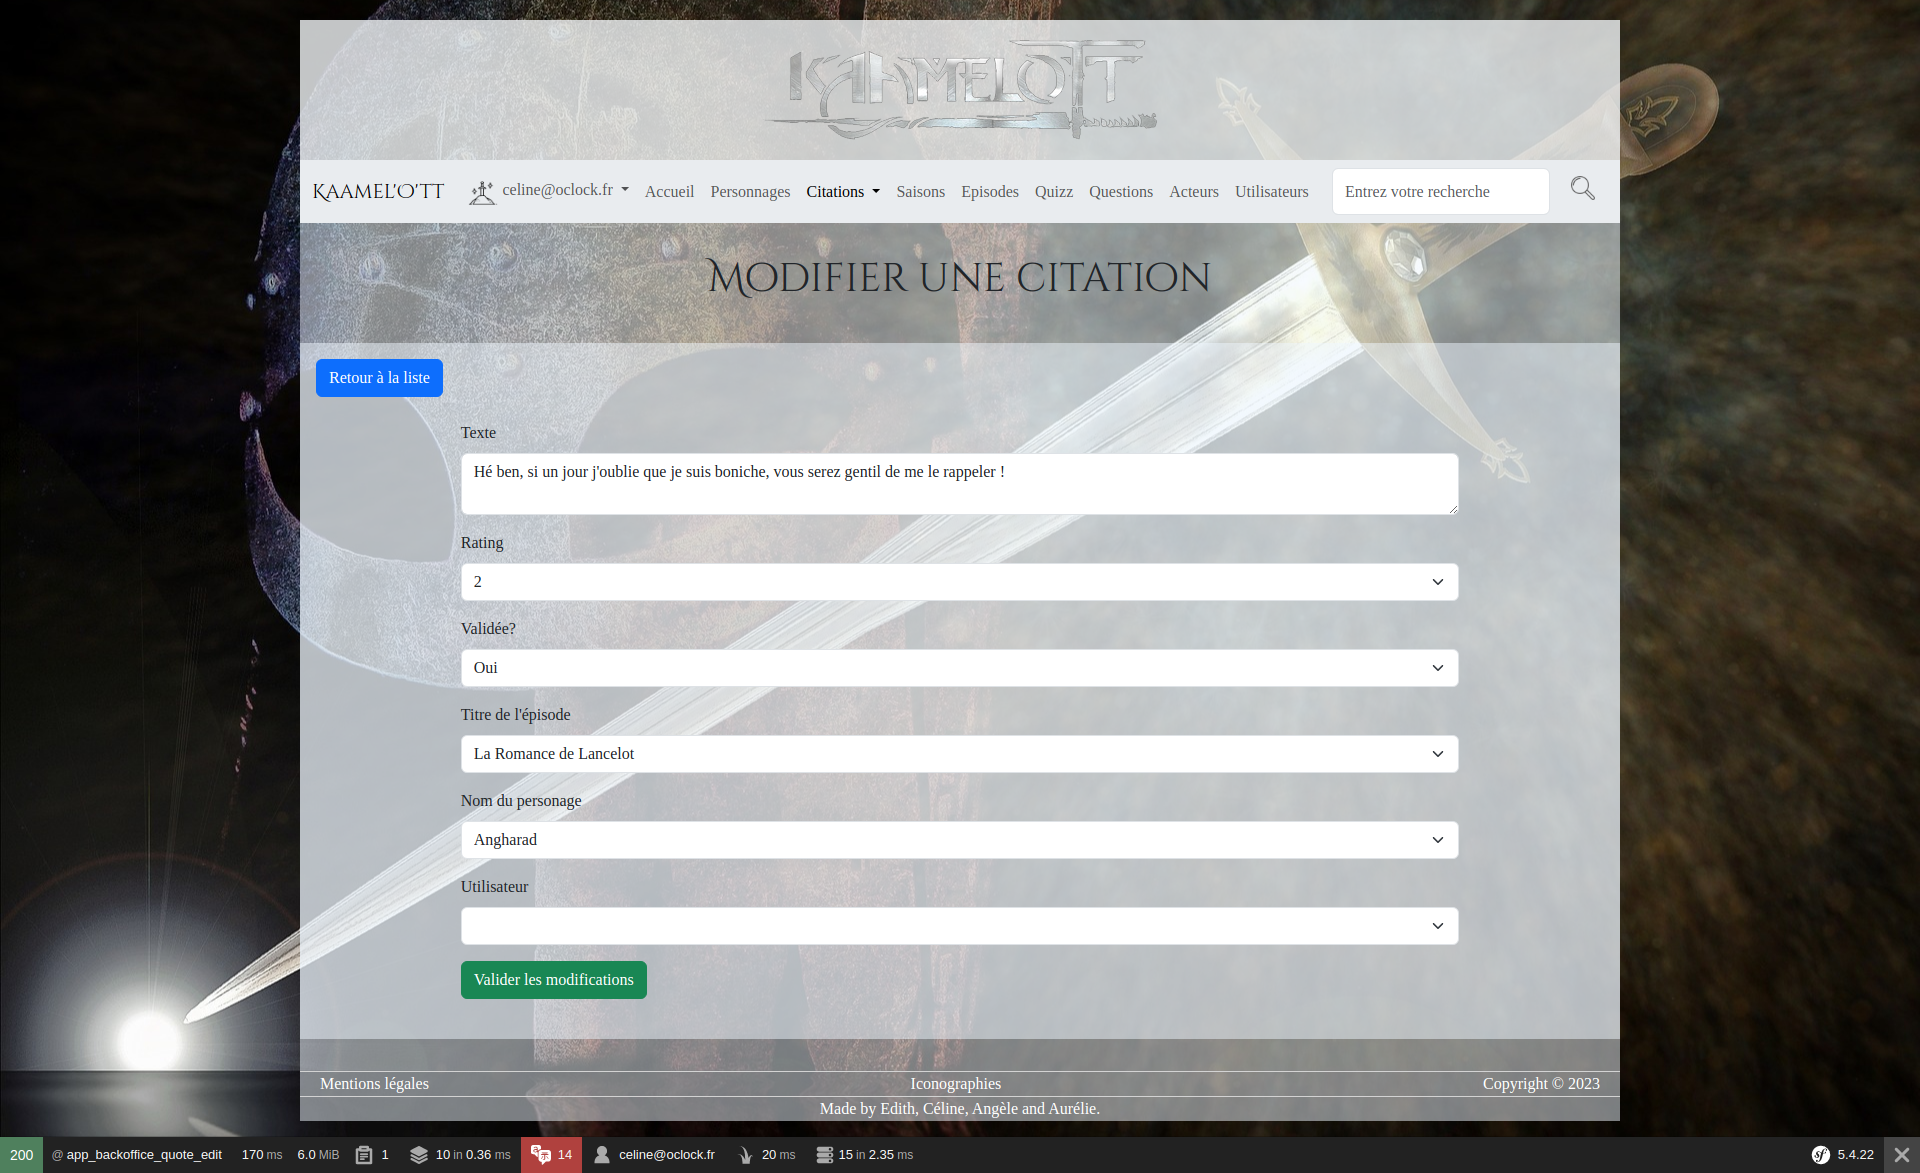 KAAMELOTT
KAAMEL'O'TT celine@oclock.fr Accueil Personnages Citations Saisons Episodes Quizz Questions Acteurs Utilisateurs Entrez votre recherche
Modifier une citation
Retour à la liste
Texte
Hé ben, si un jour j'oublie que je suis boniche, vous serez gentil de me le rappeler !
Rating
2
Validée?
Oui
Titre de l'épisode
La Romance de Lancelot
Nom du personage
Angharad
Utilisateur
Valider les modifications
Mentions légales Iconographies Copyright © 2023
Made by Edith, Céline, Angèle and Aurélie.
200 @ app_backoffice_quote_edit 170 ms 6.0 MiB 1 10 in 0.36 ms 14 celine@oclock.fr 20 ms 15 in 2.35 ms sf 5.4.22